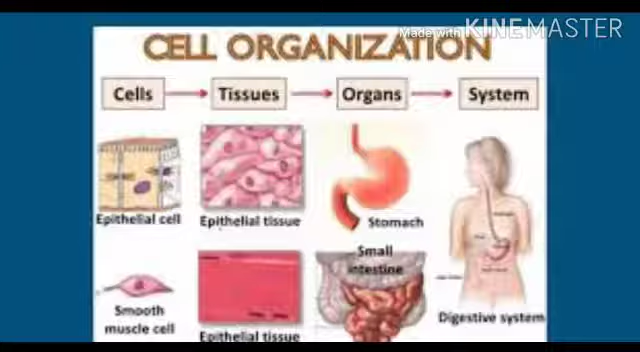 Made with KINEMASTER
CELL ORGANIZATION
Cells Tissues Organs System
Epithelial cell Epithelial tissue Stomach
Small
intestine
Smooth
muscle cell
Epithelial tissue
Digestive system